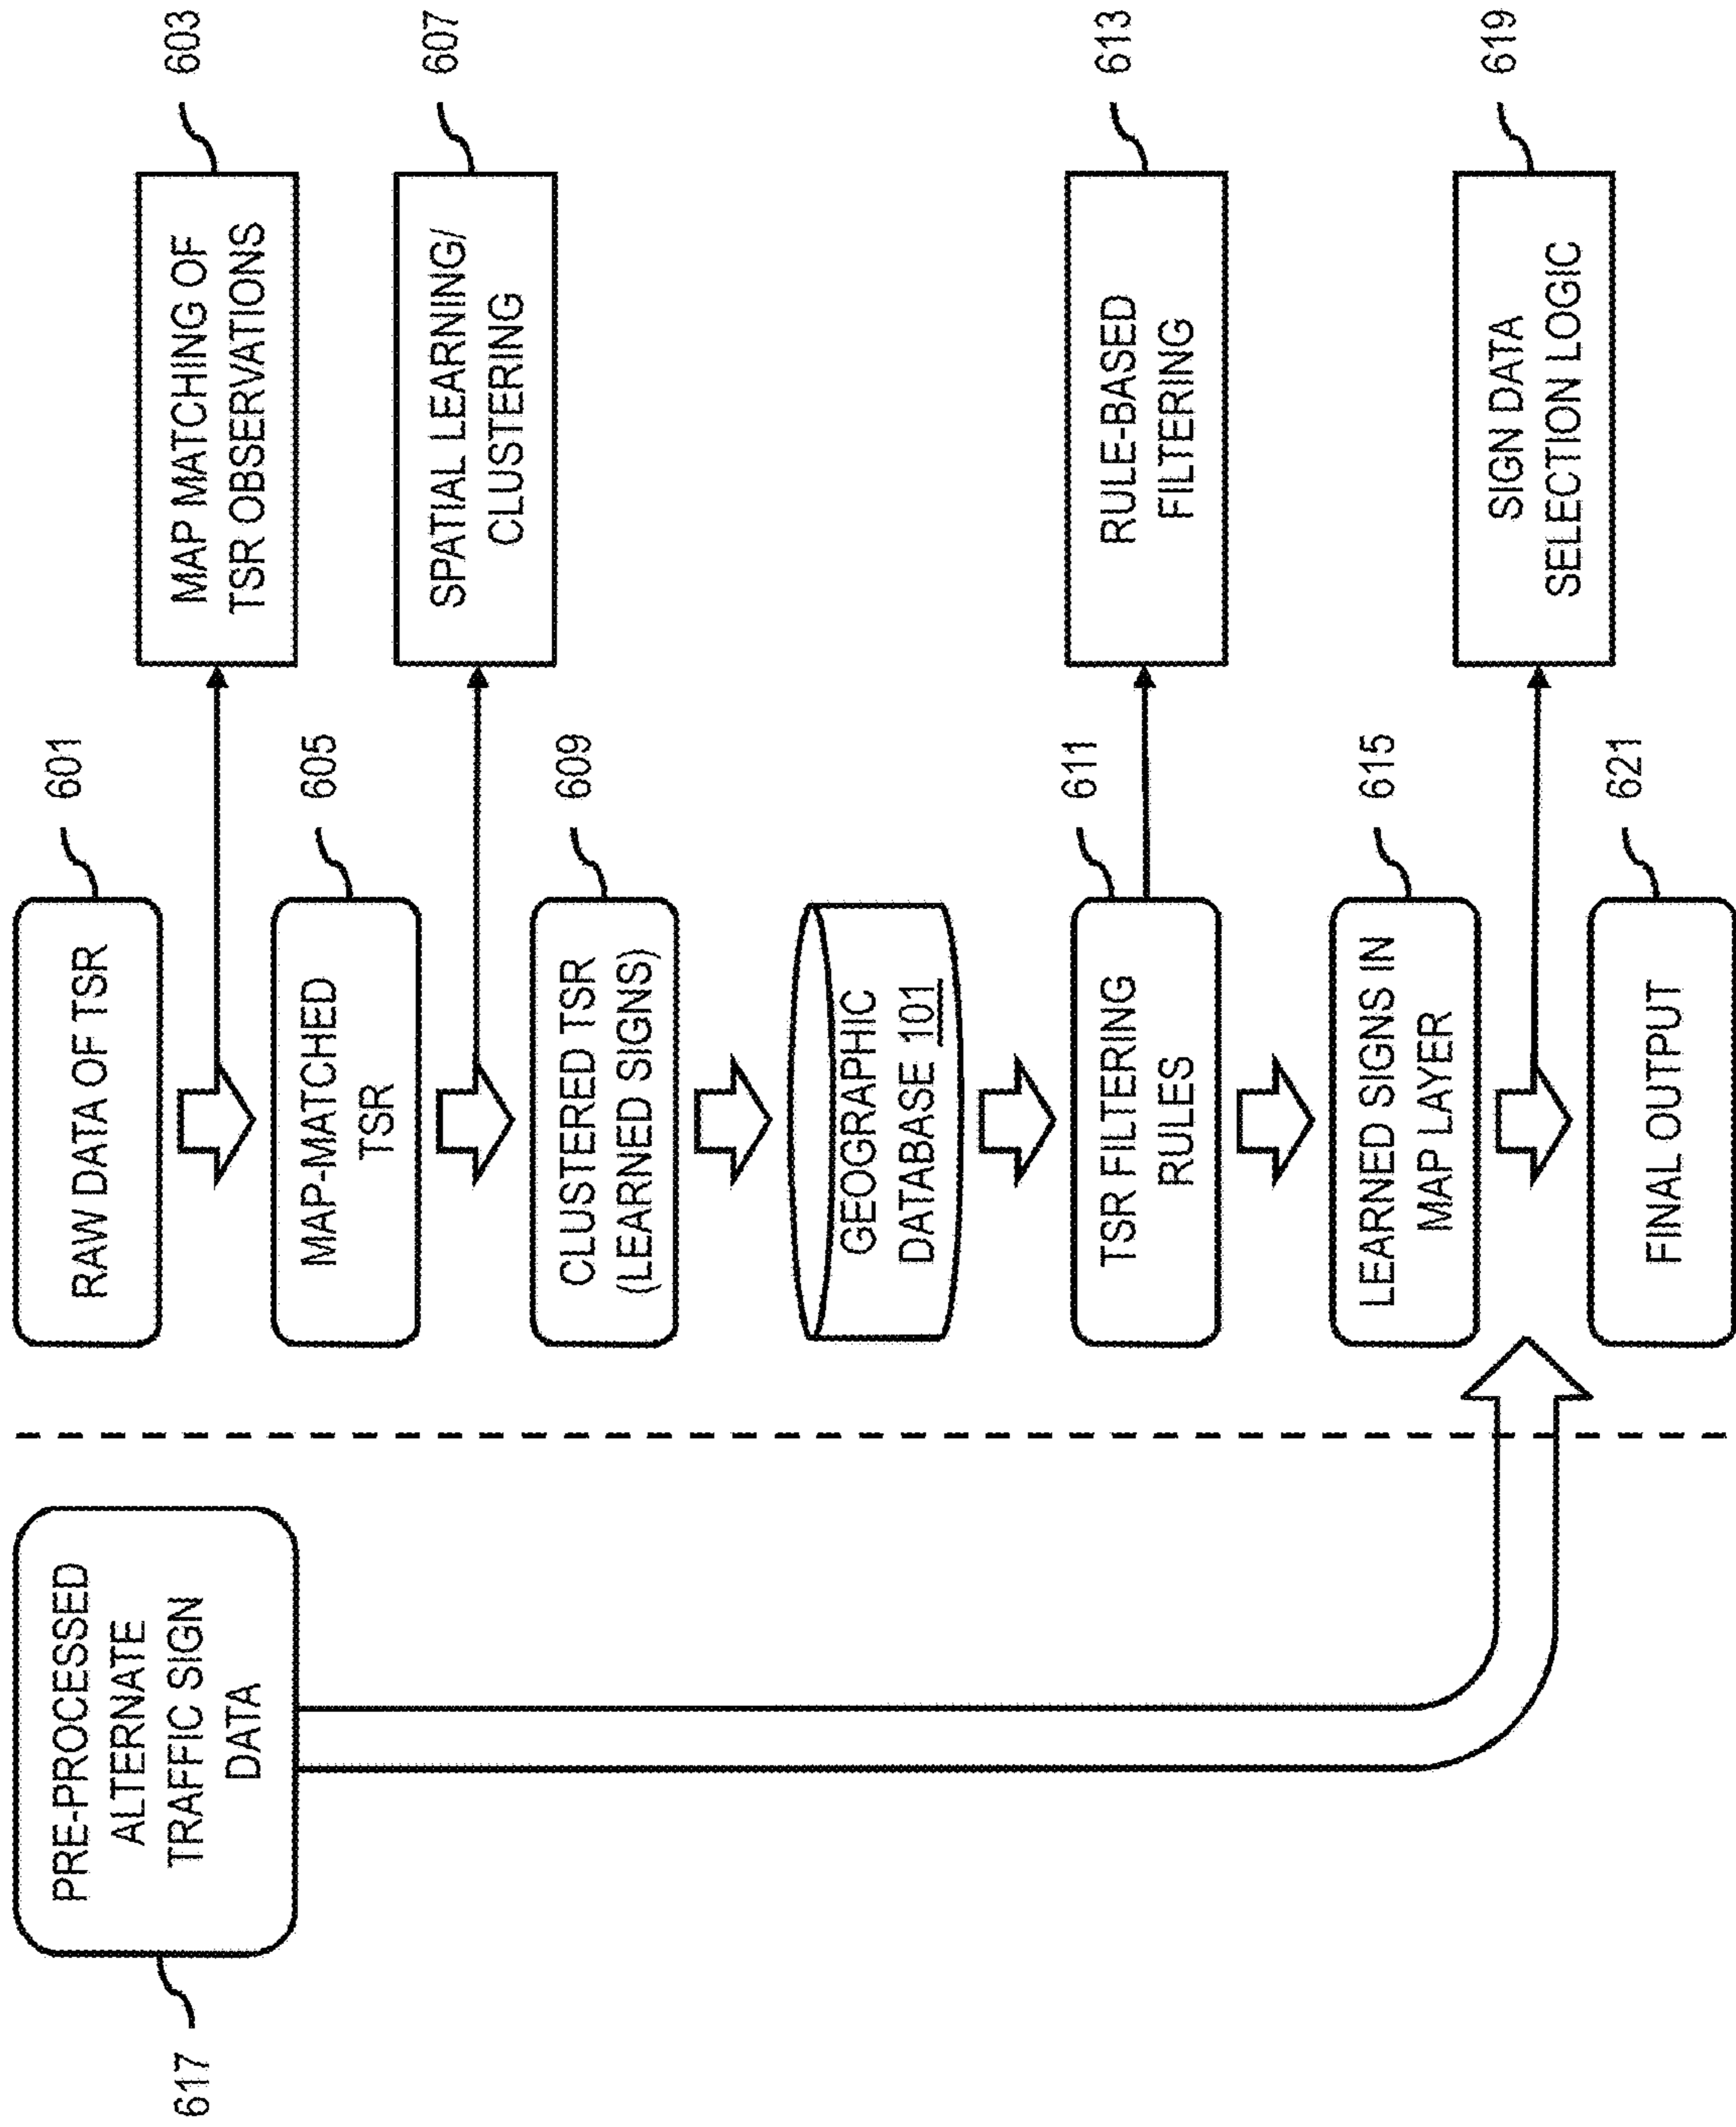 617
PRE-PROCESSED
ALTERNATE
TRAFFIC SIGN
DATA
601
RAW DATA OF TSR
603
MAP MATCHING OF
TSR OBSERVATIONS
605
MAP-MATCHED
TSR
607
SPATIAL LEARNING/
CLUSTERING
609
CLUSTERED TSR
(LEARNED SIGNS)
GEOGRAPHIC
DATABASE 101
611
TSR FILTERING
RULES
613
RULE-BASED
FILTERING
615
LEARNED SIGNS IN
MAP LAYER
619
SIGN DATA
SELECTION LOGIC
621
FINAL OUTPUT